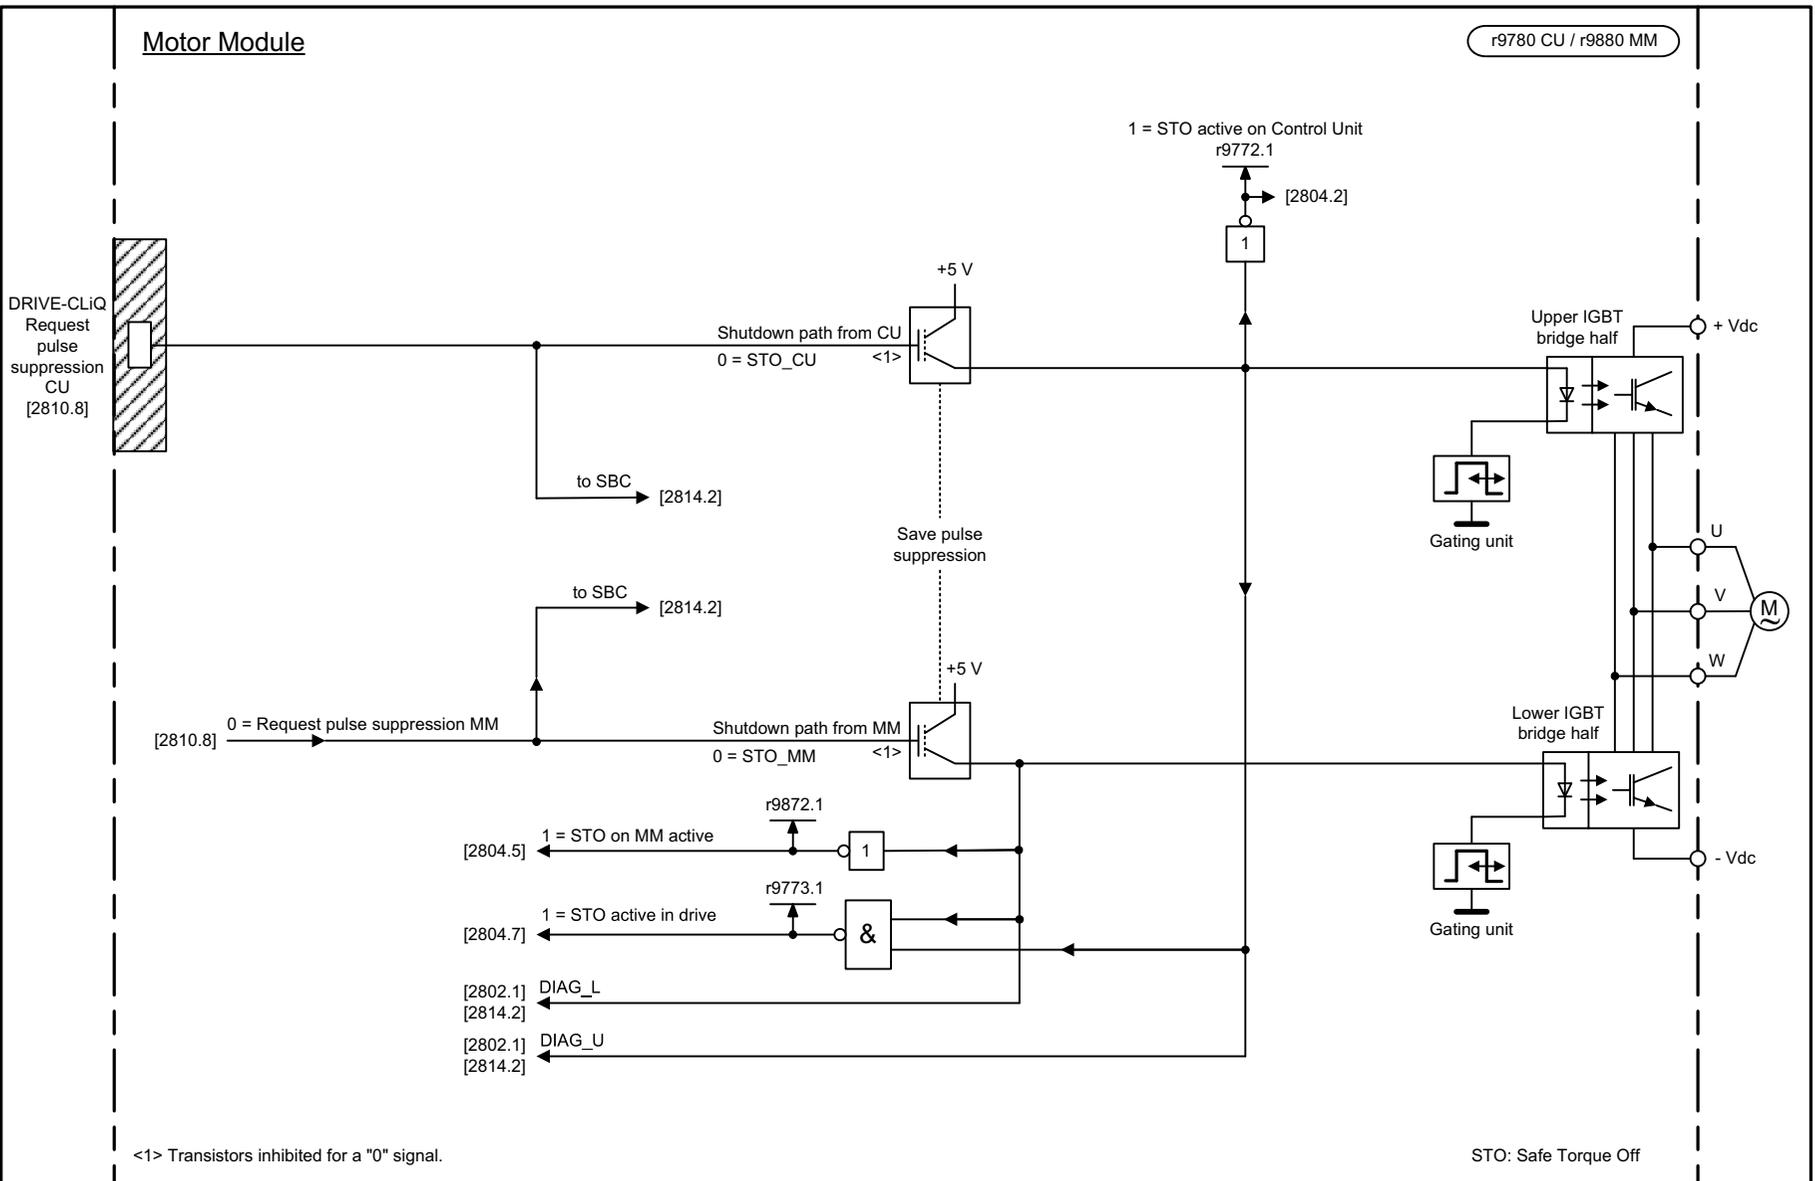 Motor Module
r9780 CU / r9880 MM
1 = STO active on Control Unit
r9772.1
[2804.2]
1
+5 V
DRIVE-CLiQ
Request
pulse
suppression
CU
[2810.8]
Shutdown path from CU
0 = STO_CU
<1>
Upper IGBT
bridge half
+ Vdc
to SBC
[2814.2]
Gating unit
Save pulse
suppression
U
to SBC
[2814.2]
V
M
~
+5 V
W
[2810.8]
0 = Request pulse suppression MM
Shutdown path from MM
0 = STO_MM
<1>
Lower IGBT
bridge half
r9872.1
[2804.5]
1 = STO on MM active
1
- Vdc
r9773.1
[2804.7]
1 = STO active in drive
&
Gating unit
[2802.1]
[2814.2]
DIAG_L
[2802.1]
[2814.2]
DIAG_U
<1> Transistors inhibited for a "0" signal.
STO: Safe Torque Off